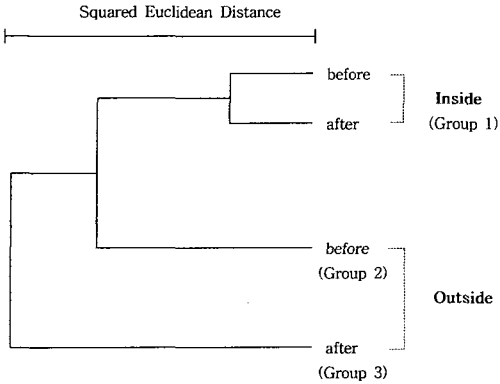 Squared Euclidean Distance
before
Inside
after
(Group 1)
before
(Group 2)
Outside
after
(Group 3)